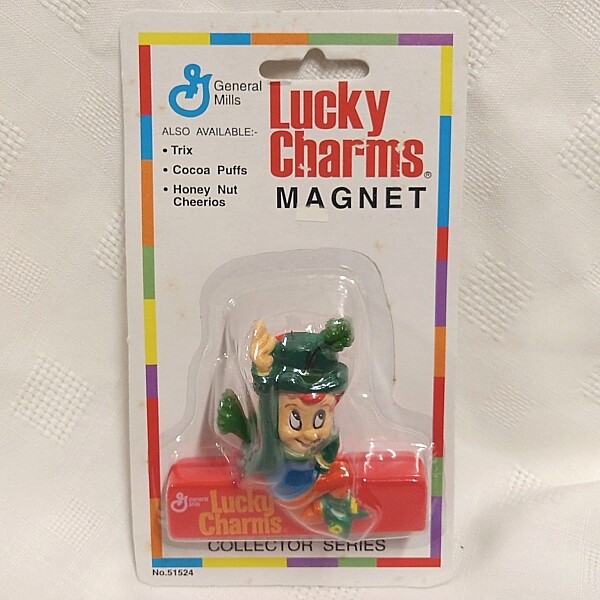 General
Mills
Lucky
Charms®
MAGNET
ALSO AVAILABLE:-
• Trix
• Cocoa Puffs
• Honey Nut
Cheerios
General
Mills
Lucky
Charms
COLLECTOR SERIES
No.51524